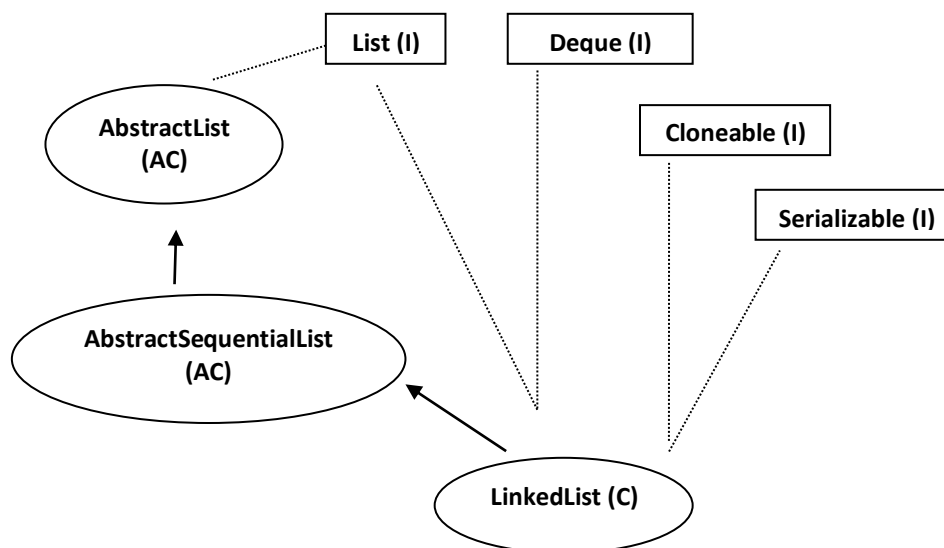 List (I)
Deque (I)
AbstractList
(AC)
Cloneable (I)
Serializable (I)
AbstractSequentialList
(AC)
LinkedList (C)